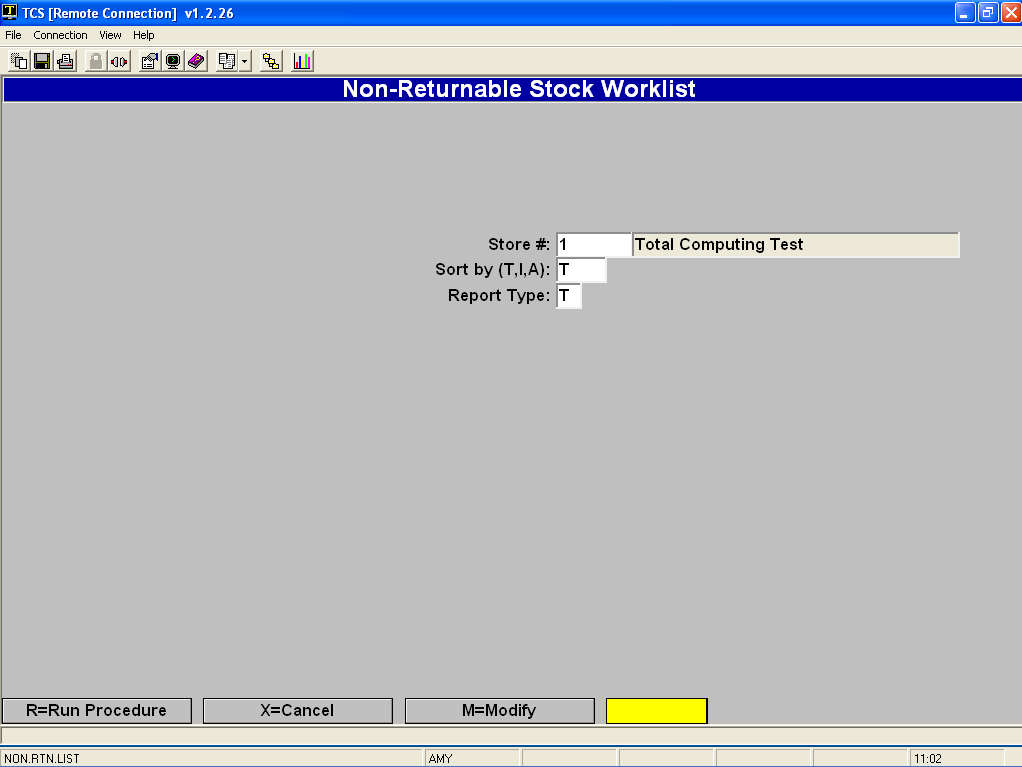 TCS [Remote Connection] v1.2.26
File Connection View Help
Non-Returnable Stock Worklist
Store #: 1 Total Computing Test
Sort by (T,I,A): T
Report Type: T
R=Run Procedure X=Cancel M=Modify
NON.RTN.LIST AMY 11:02